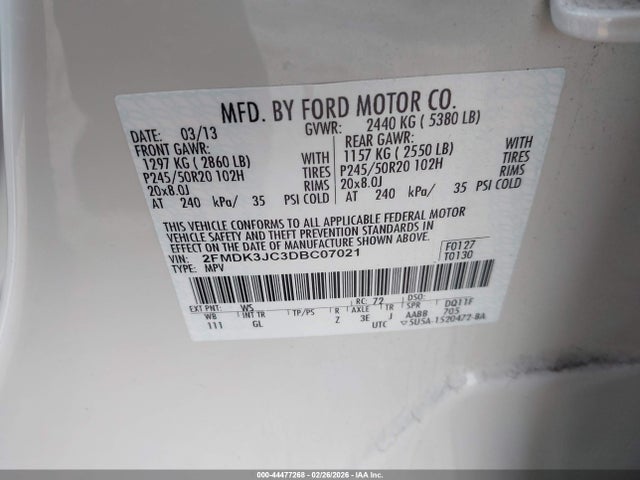 MFD. BY FORD MOTOR CO.
DATE: 03/13 GVWR: 2440 KG ( 5380 LB)
FRONT GAWR: REAR GAWR:
1297 KG ( 2860 LB) WITH 1157 KG ( 2550 LB) WITH
P245/50R20 102H TIRES P245/50R20 102H TIRES
20x8.0J RIMS 20x8.0J RIMS
AT 240 kPa/ 35 PSI COLD AT 240 kPa/ 35 PSI COLD
THIS VEHICLE CONFORMS TO ALL APPLICABLE FEDERAL MOTOR
VEHICLE SAFETY AND THEFT PREVENTION STANDARDS IN
EFFECT ON THE DATE OF MANUFACTURE SHOWN ABOVE.
VIN: 2FMDK3JC3DBC07021 F0127
TYPE: MPV T0130
EXT PNT: WS RC: 72 DSO:
WB INT TR TP/PS R AXLE TR SPR DQ11F
111 GL Z 3E J AABB 705
UTC 5U5A-1520472-BA
000-44477268 - 02/26/2026 - IAA Inc.